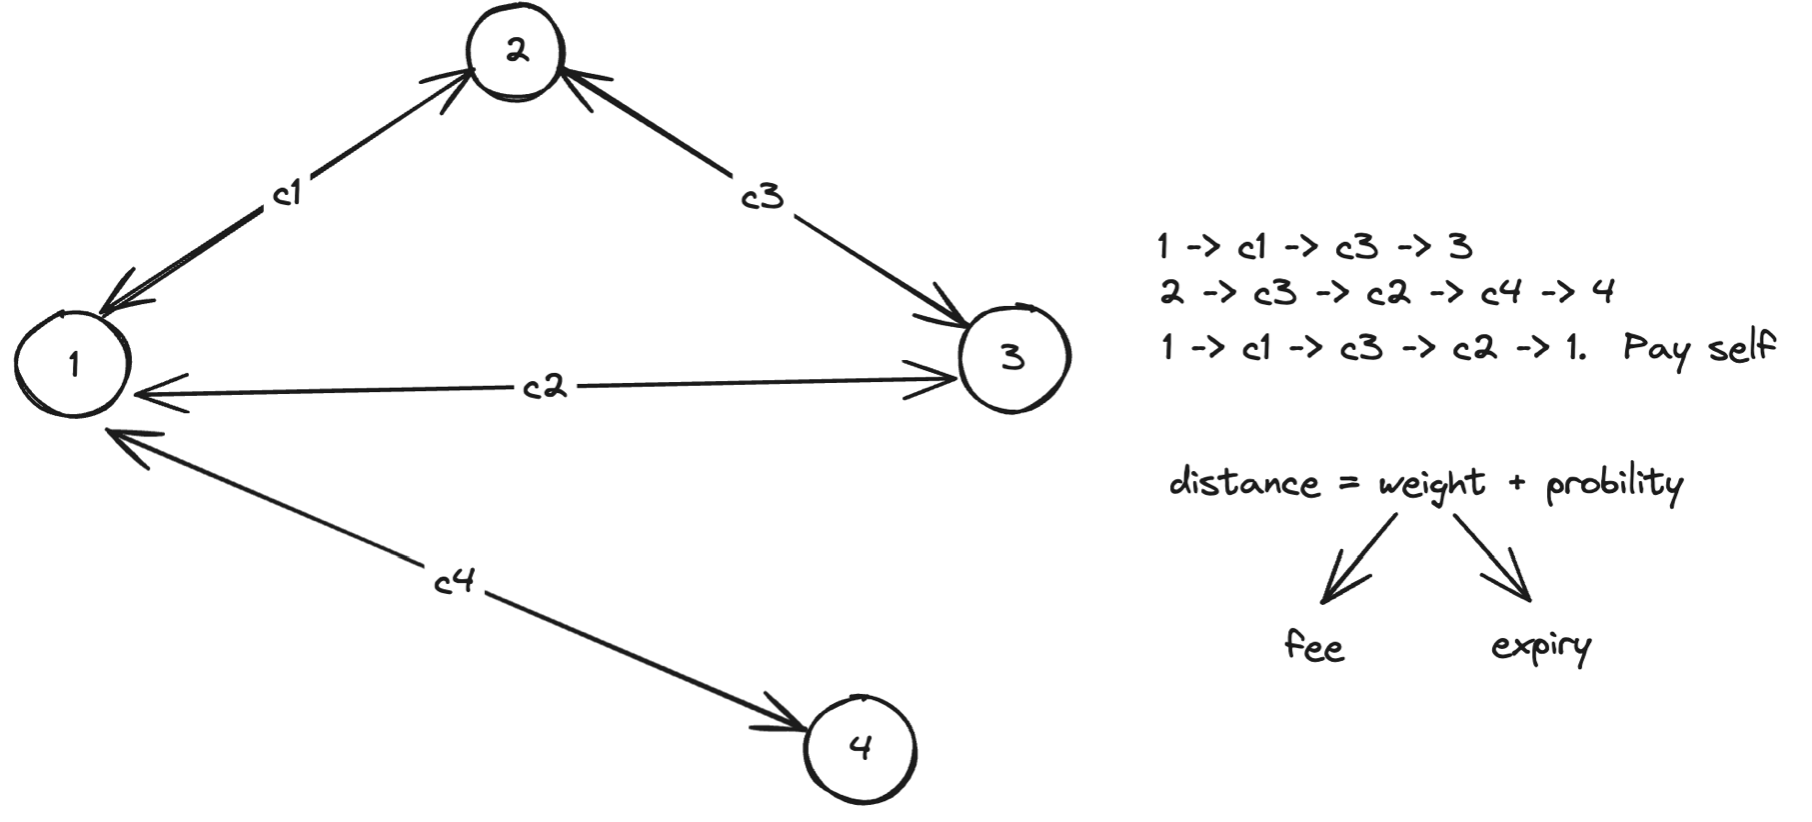 2
c1
c3
1
3
c2
c4
4
1 -> c1 -> c3 -> 3
2 -> c3 -> c2 -> c4 -> 4
1 -> c1 -> c3 -> c2 -> 1. Pay self
distance = weight + probility
fee
expiry